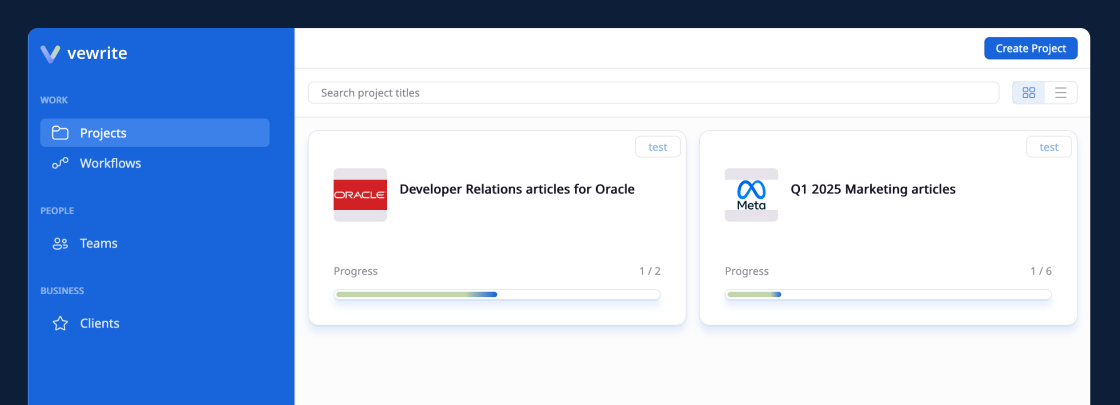 vewrite
WORK
Projects
Workflows
PEOPLE
Teams
BUSINESS
Clients
Create Project
Search project titles
test
ORACLE
Developer Relations articles for Oracle
Progress
1 / 2
test
Meta
Q1 2025 Marketing articles
Progress
1 / 6